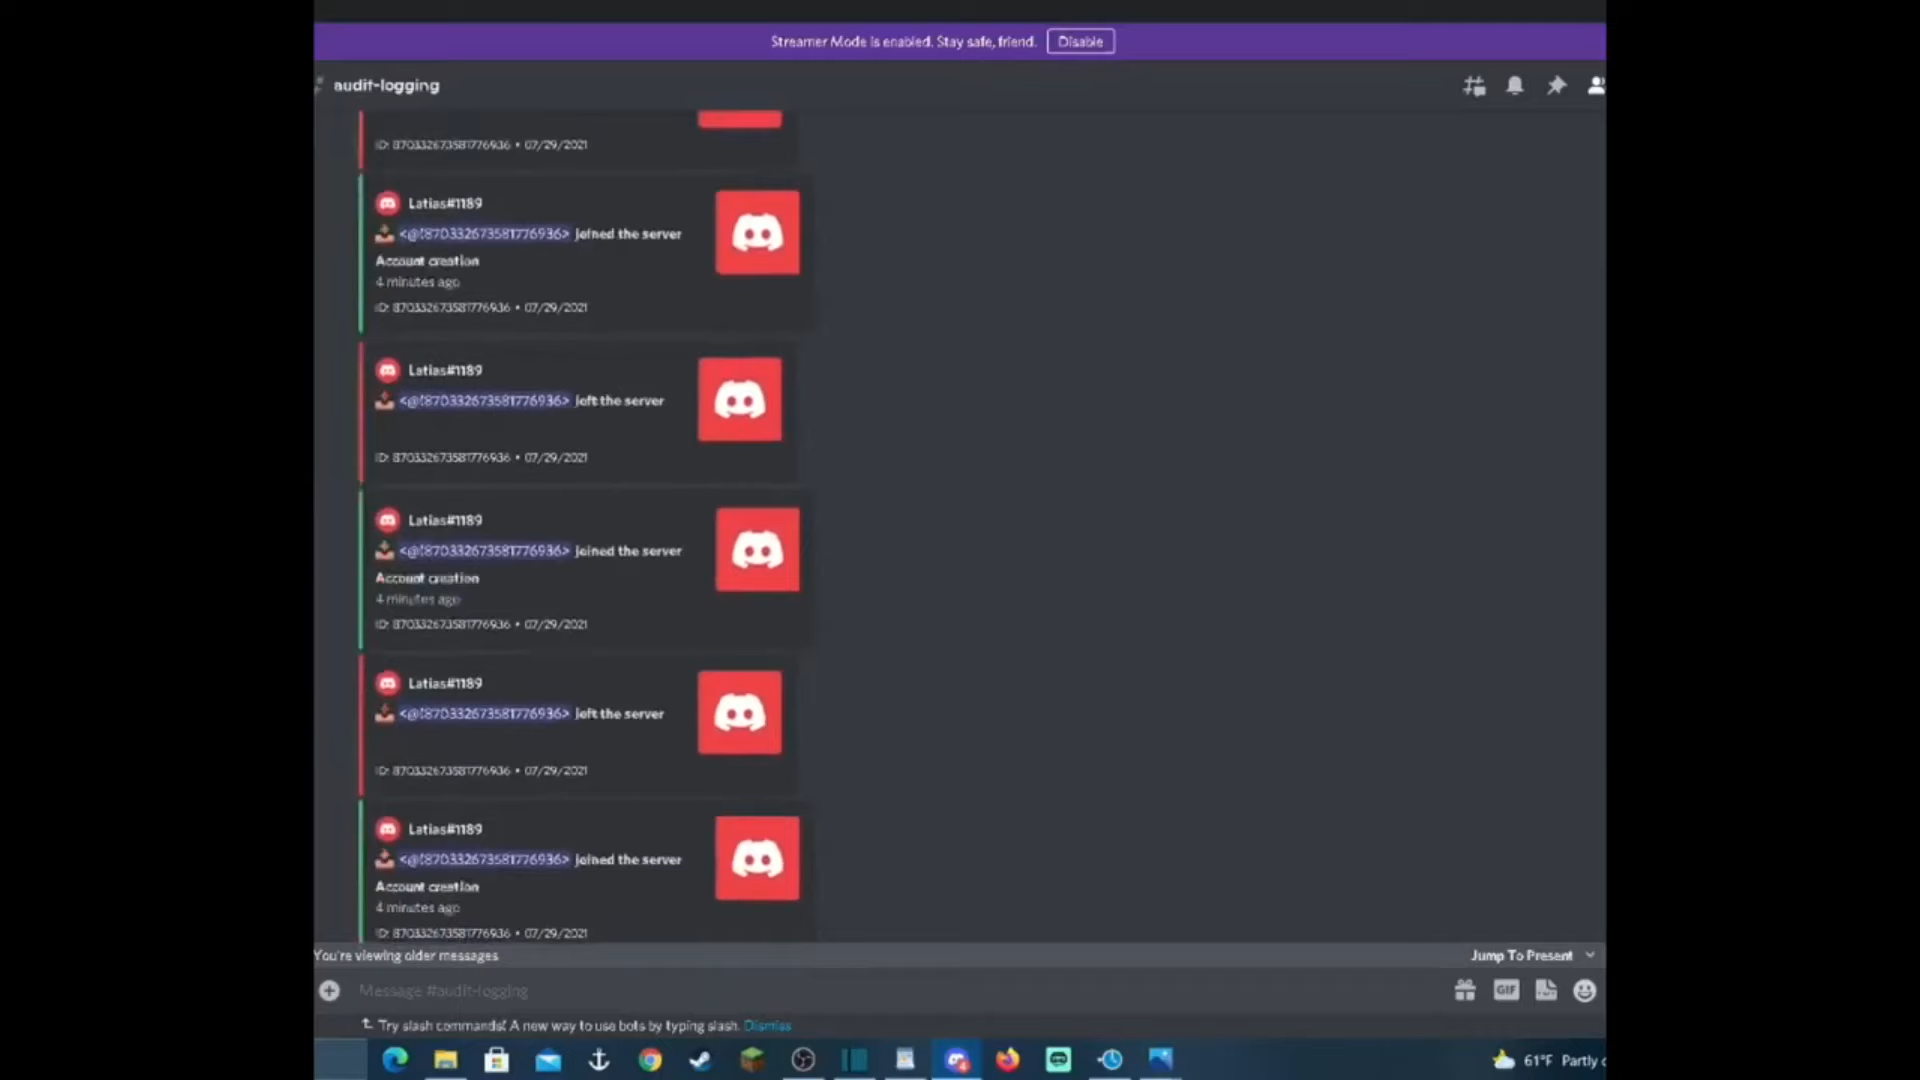 Streamer Mode is enabled. Stay safe, friend. Disable
audit-logging
ID: 870332673581776936 • 07/29/2021
Latias#1189
<@!870332673581776936> joined the server
Account creation
4 minutes ago
ID: 870332673581776936 • 07/29/2021
Latias#1189
<@!870332673581776936> left the server
ID: 870332673581776936 • 07/29/2021
Latias#1189
<@!870332673581776936> joined the server
Account creation
4 minutes ago
ID: 870332673581776936 • 07/29/2021
Latias#1189
<@!870332673581776936> left the server
ID: 870332673581776936 • 07/29/2021
Latias#1189
<@!870332673581776936> joined the server
Account creation
4 minutes ago
ID: 870332673581776936 • 07/29/2021
You're viewing older messages Jump To Present
Message #audit-logging
GIF
Try slash commands! A new way to use bots by typing slash. Dismiss
61°F Partly c